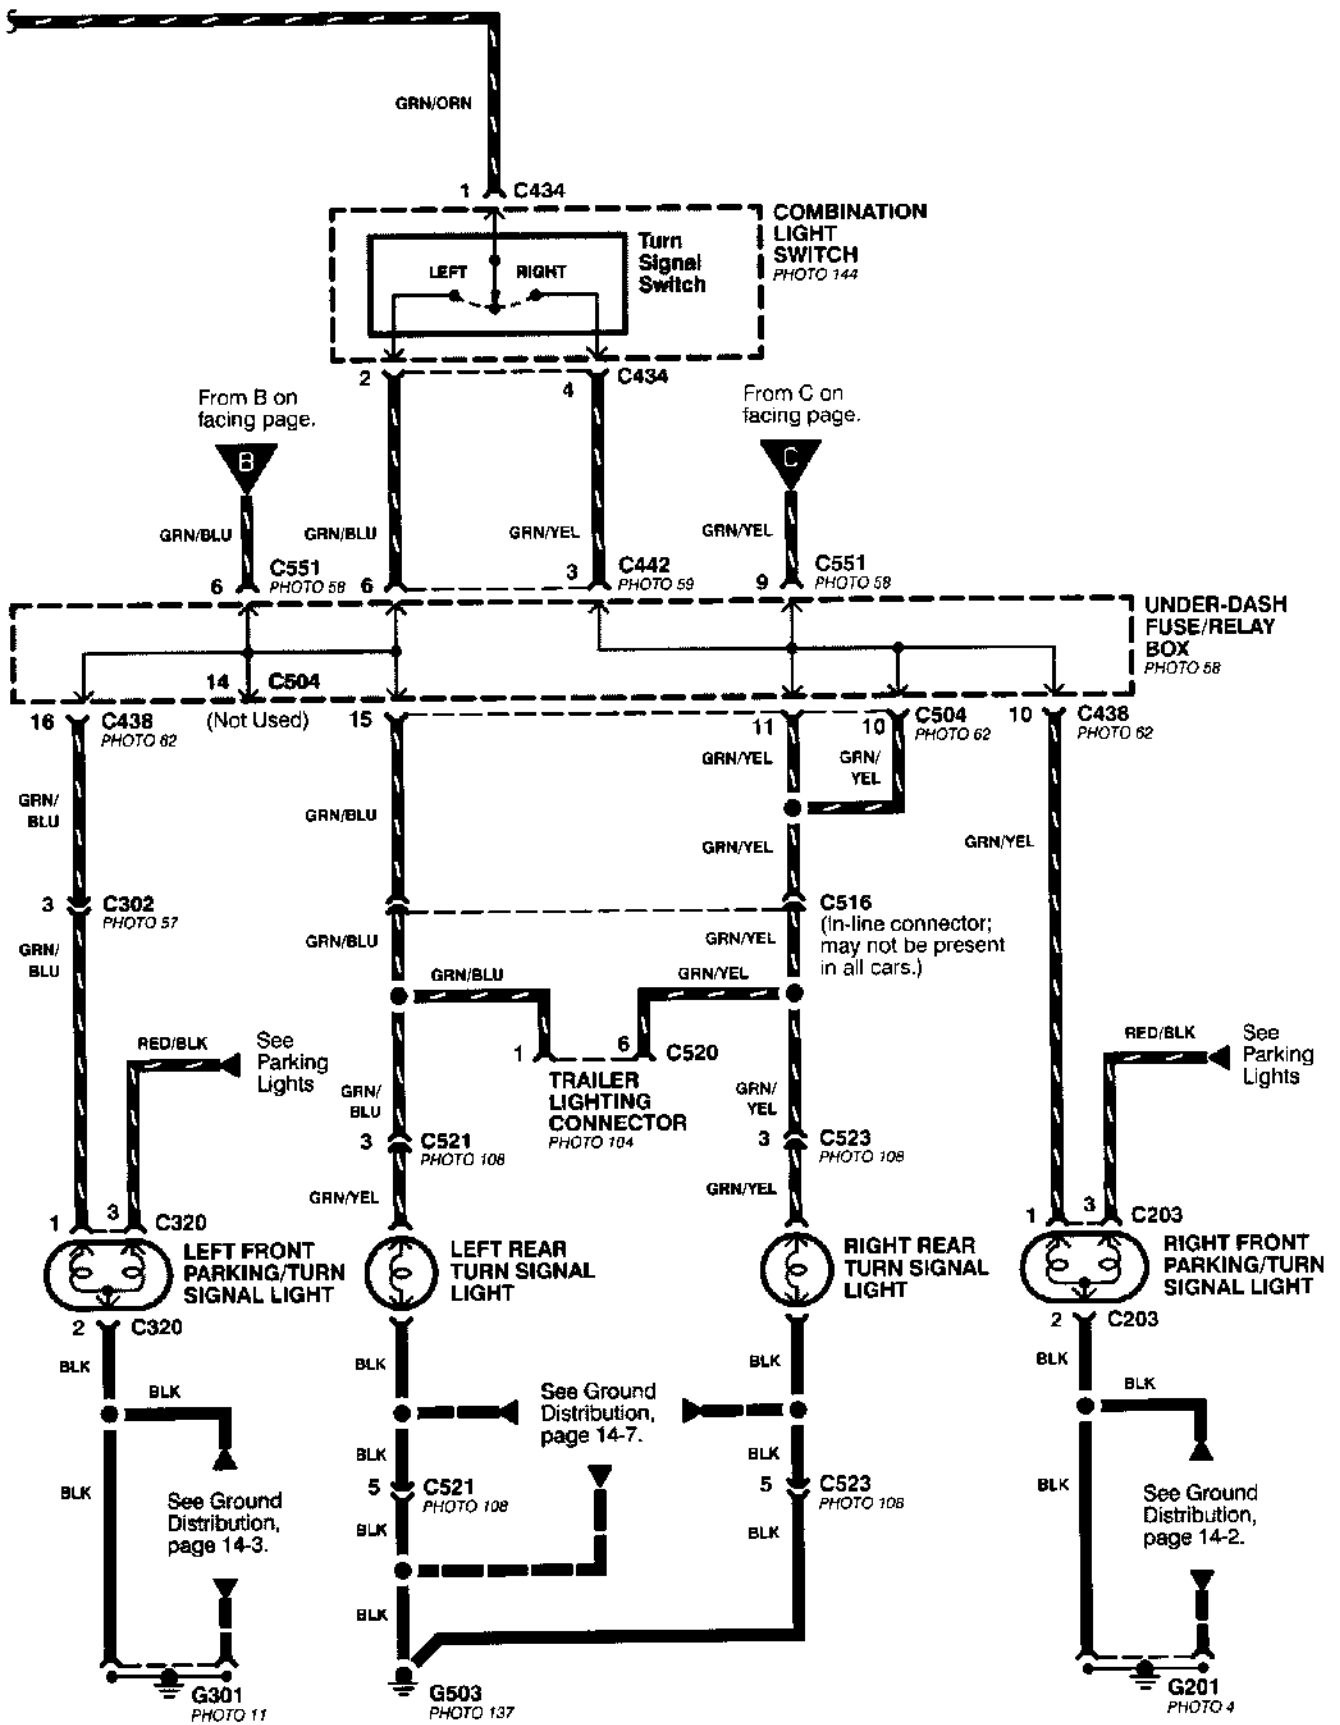 GRN/ORN
1 C434
COMBINATION
LIGHT
SWITCH
PHOTO 144
Turn
Signal
Switch
LEFT RIGHT
2 4 C434
From B on
facing page.
B
From C on
facing page.
C
GRN/BLU GRN/BLU GRN/YEL GRN/YEL
6 C551
PHOTO 58
6 3 C442
PHOTO 59
9 C551
PHOTO 58
UNDER-DASH
FUSE/RELAY
BOX
PHOTO 58
14 C504
(Not Used)
16 C438
PHOTO 62
15 11 10 C504
PHOTO 62
10 C438
PHOTO 62
GRN/YEL
GRN/
YEL
GRN/
BLU
GRN/BLU
GRN/YEL
GRN/YEL
3 C302
PHOTO 57
C516
(In-line connector;
may not be present
in all cars.)
GRN/
BLU
GRN/BLU
GRN/YEL
GRN/BLU
GRN/YEL
1 6 C520
TRAILER
LIGHTING
CONNECTOR
PHOTO 104
RED/BLK
See
Parking
Lights
RED/BLK
See
Parking
Lights
GRN/
BLU
GRN/
YEL
3 C521
PHOTO 108
3 C523
PHOTO 108
GRN/YEL
GRN/YEL
1 3 C320
LEFT FRONT
PARKING/TURN
SIGNAL LIGHT
LEFT REAR
TURN SIGNAL
LIGHT
RIGHT REAR
TURN SIGNAL
LIGHT
1 3 C203
RIGHT FRONT
PARKING/TURN
SIGNAL LIGHT
2 C320
2 C203
BLK
BLK
BLK
BLK
BLK
BLK
See Ground
Distribution,
page 14-7.
BLK
BLK
5 C521
PHOTO 108
5 C523
PHOTO 108
BLK
BLK
BLK
BLK
See Ground
Distribution,
page 14-3.
See Ground
Distribution,
page 14-2.
BLK
G301
PHOTO 11
G503
PHOTO 137
G201
PHOTO 4